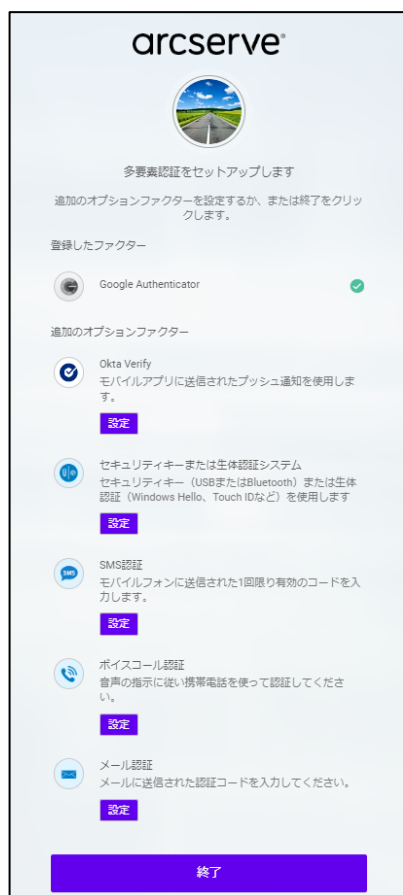 arcserve®
多要素認証をセットアップします
追加のオプションファクターを設定するか、または終了をクリッ
クします。
登録したファクター
Google Authenticator
追加のオプションファクター
Okta Verify
モバイルアプリに送信されたプッシュ通知を使用しま
す。
設定
セキュリティキーまたは生体認証システム
セキュリティキー（USBまたはBluetooth）または生体
認証（Windows Hello、Touch IDなど）を使用します
設定
SMS
SMS認証
モバイルフォンに送信された1回限り有効のコードを入
力します。
設定
ボイスコール認証
音声の指示に従い携帯電話を使って認証してくださ
い。
設定
メール認証
メールに送信された認証コードを入力してください。
設定
終了